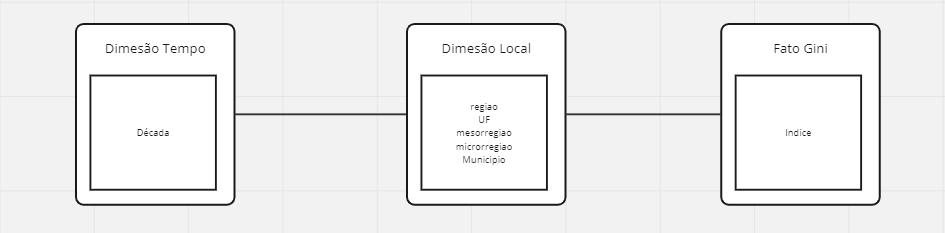 Dimesão Tempo
Década
Dimesão Local
regiao
UF
mesorregiao
microrregiao
Municipio
Fato Gini
Indice